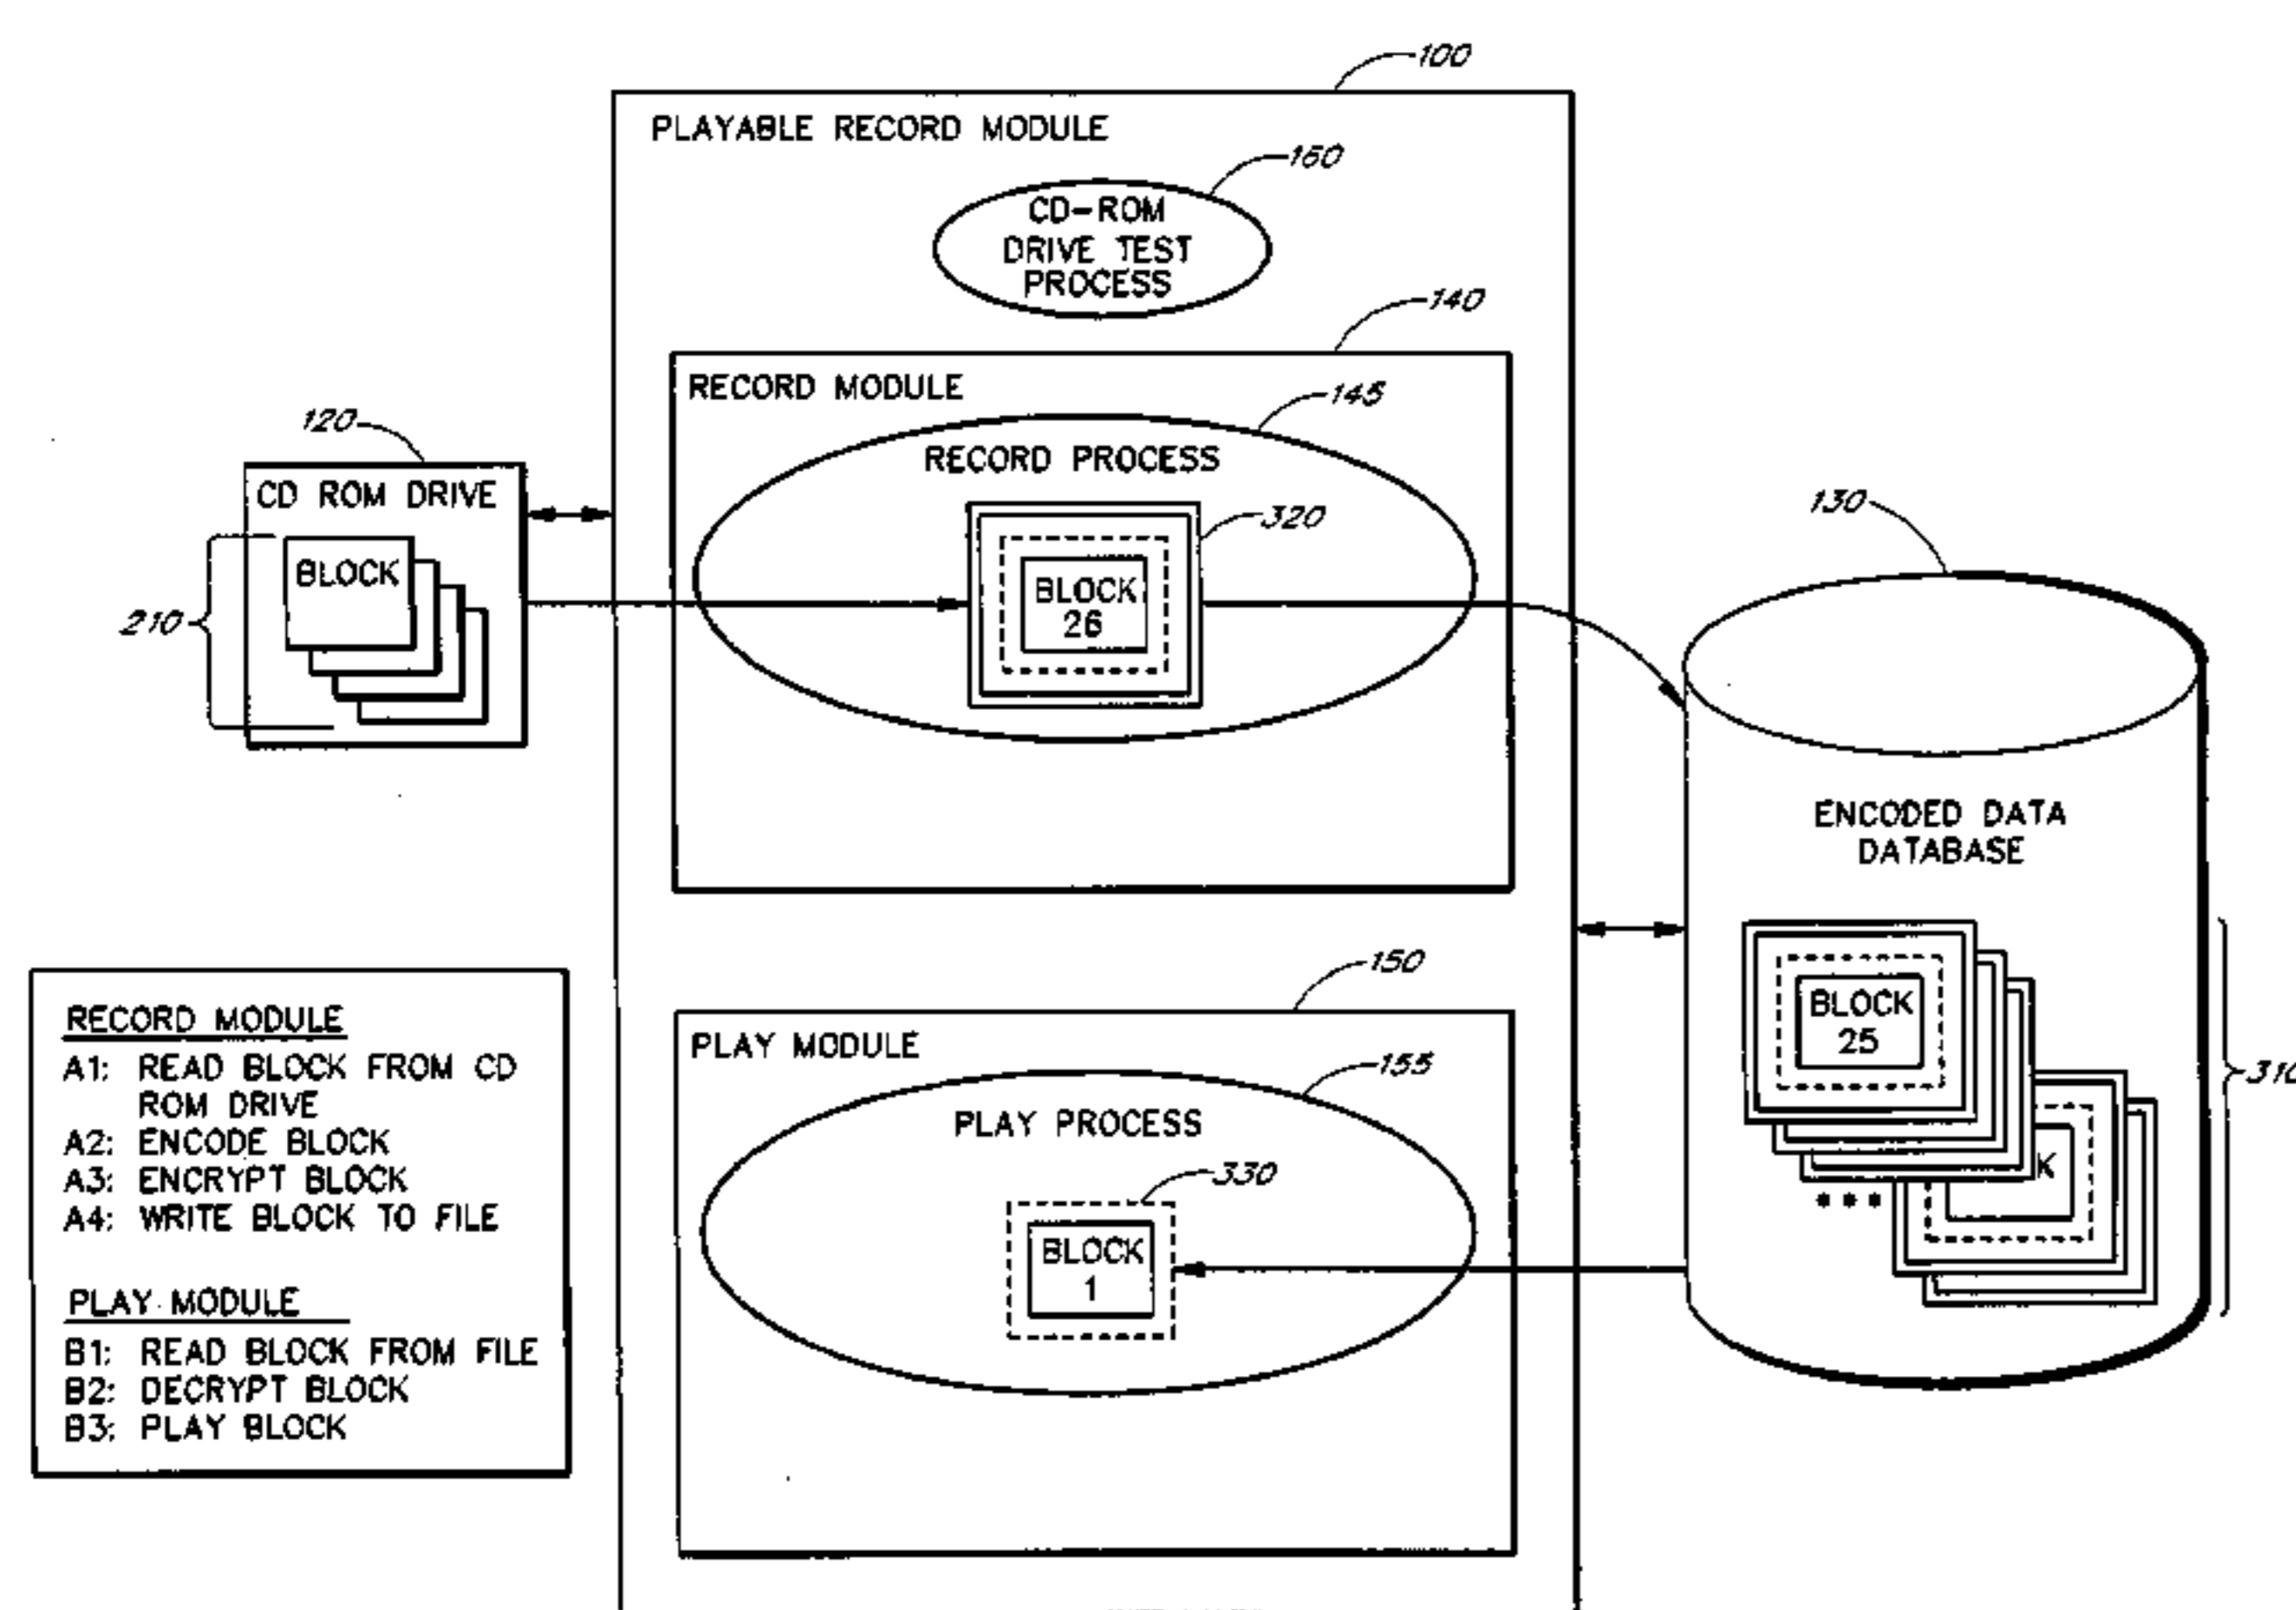 100
PLAYABLE RECORD MODULE
160
CD-ROM
DRIVE TEST
PROCESS
140
RECORD MODULE
145
RECORD PROCESS
120
CD ROM DRIVE
320
130
BLOCK
BLOCK
26
210
ENCODED DATA
DATABASE
150
PLAY MODULE
BLOCK
25
310
155
PLAY PROCESS
K
330
• • •
BLOCK
1
RECORD MODULE
A1: READ BLOCK FROM CD
ROM DRIVE
A2: ENCODE BLOCK
A3: ENCRYPT BLOCK
A4: WRITE BLOCK TO FILE
PLAY MODULE
B1: READ BLOCK FROM FILE
B2: DECRYPT BLOCK
B3: PLAY BLOCK